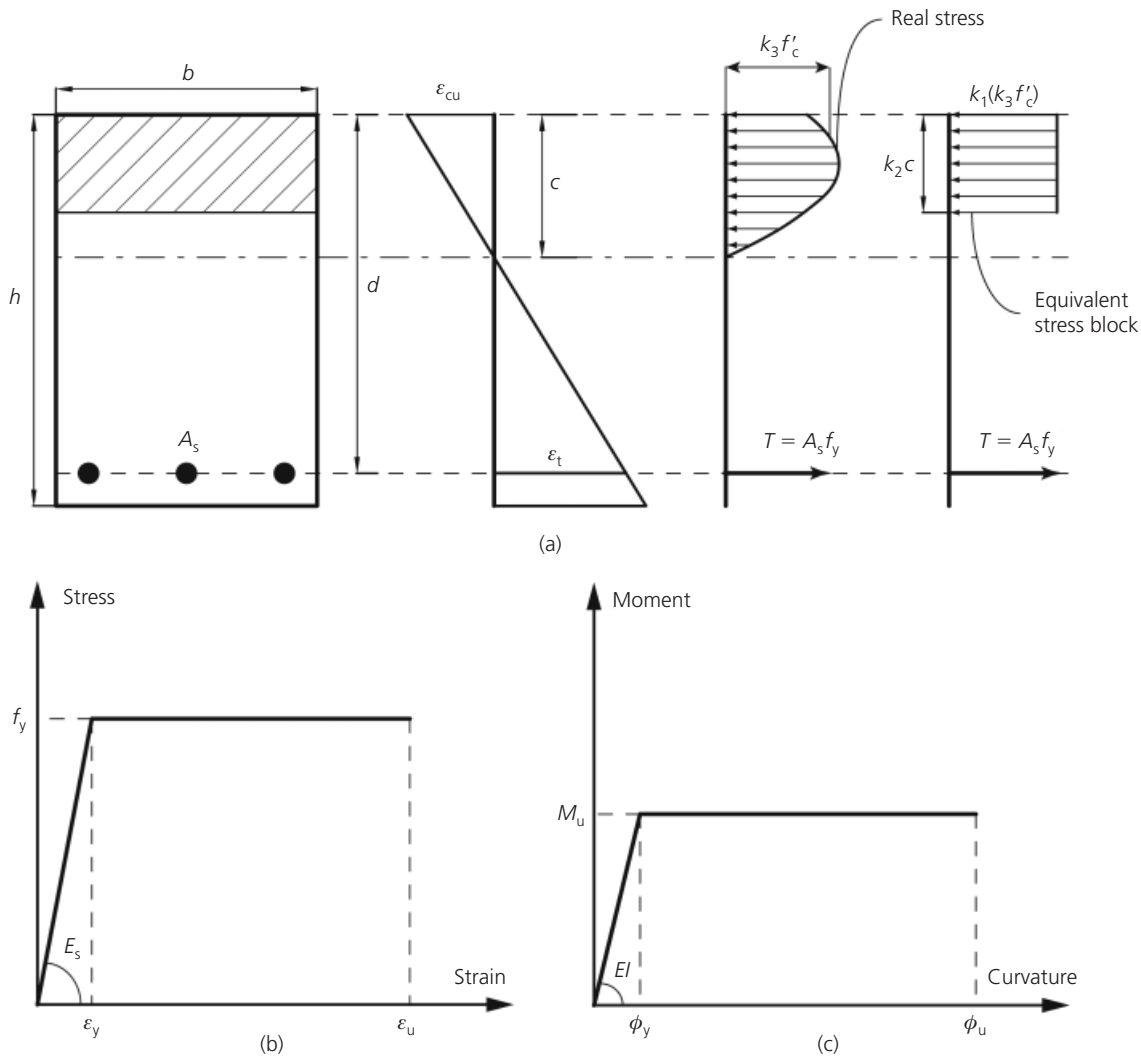 Real stress
k₃f′c
b
εcu
k₁(k₃f′c)
c
k₂c
h
d
Equivalent
stress block
As
εt
T = Asfy
T = Asfy
(a)
Stress
fy
Es
Strain
εy
εu
(b)
Moment
Mu
EI
Curvature
ϕy
ϕu
(c)